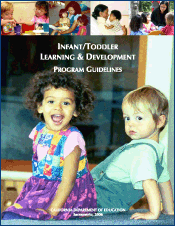 INFANT/TODDLER
LEARNING & DEVELOPMENT
PROGRAM GUIDELINES
CALIFORNIA DEPARTMENT OF EDUCATION
SACRAMENTO, 2006